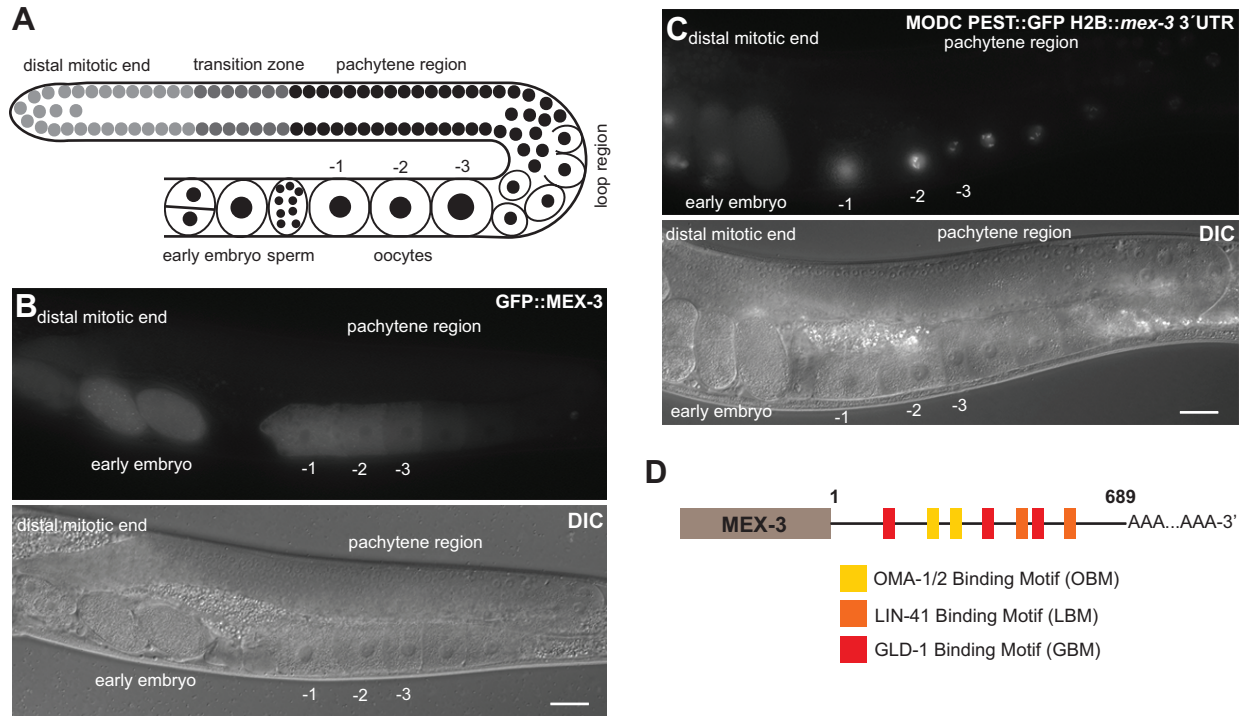 A
distal mitotic end transition zone pachytene region
loop region
-1 -2 -3
early embryo sperm oocytes
B
GFP::MEX-3
distal mitotic end
pachytene region
early embryo
-1 -2 -3
DIC
distal mitotic end
pachytene region
early embryo
-1 -2 -3
C
MODC PEST::GFP H2B::mex-3 3´UTR
distal mitotic end
pachytene region
early embryo
-1 -2 -3
distal mitotic end
pachytene region
DIC
early embryo
-1 -2 -3
D
1 689
MEX-3
AAA...AAA-3'
OMA-1/2 Binding Motif (OBM)
LIN-41 Binding Motif (LBM)
GLD-1 Binding Motif (GBM)